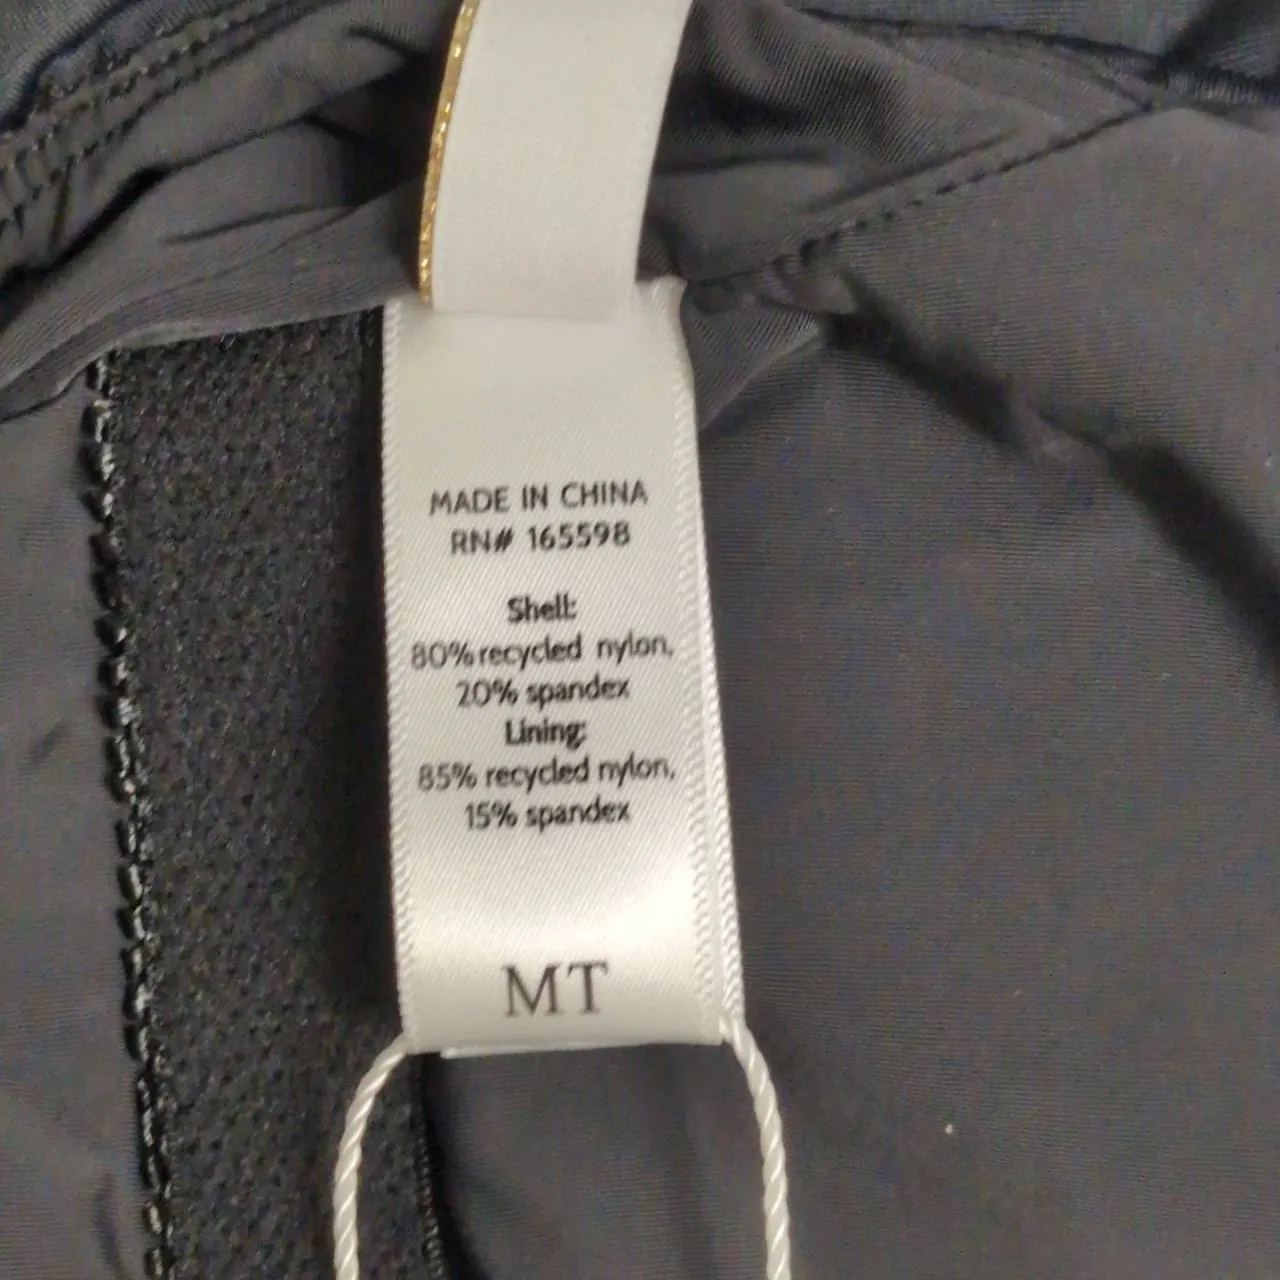 MADE IN CHINA
RN# 165598
Shell:
80% recycled nylon,
20% spandex
Lining:
85% recycled nylon,
15% spandex
MT